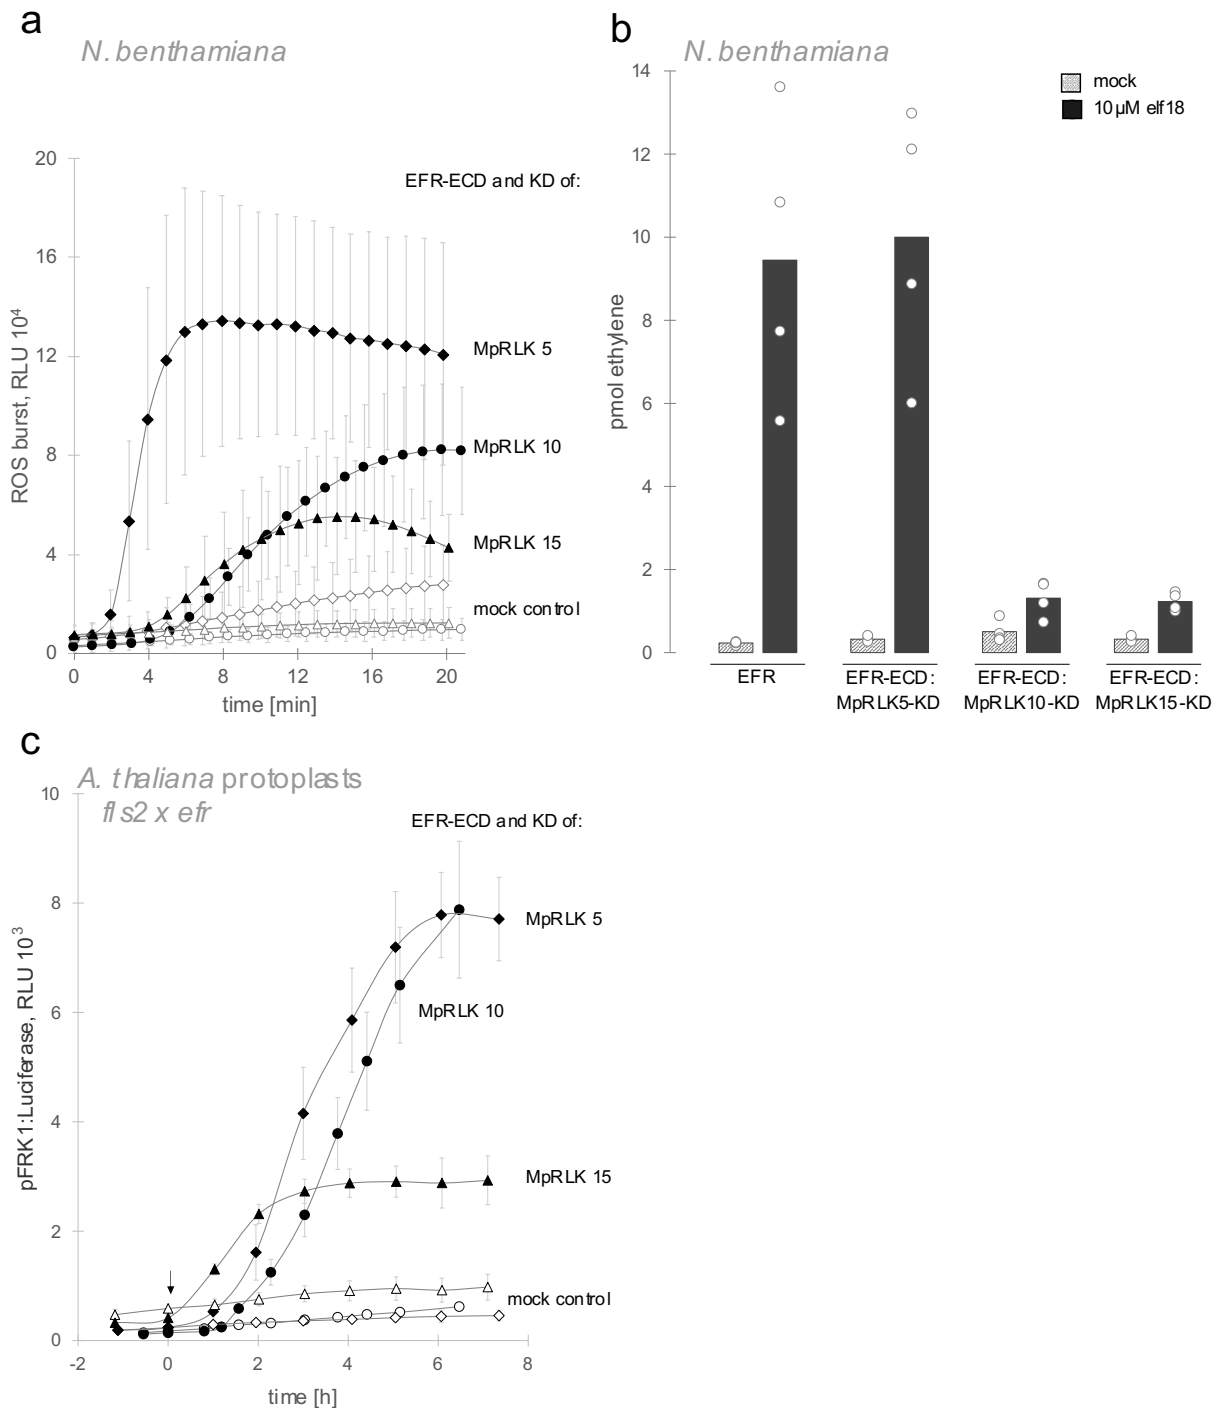 a
N. benthamiana
20
16
12
8
4
0
ROS burst, RLU 10⁴
EFR-ECD and KD of:
MpRLK 5
MpRLK 10
MpRLK 15
mock control
0 4 8 12 16 20
time [min]
b
N. benthamiana
14
12
10
8
6
4
2
0
pmol ethylene
mock
10 µM elf18
EFR
EFR-ECD:
MpRLK5-KD
EFR-ECD:
MpRLK10-KD
EFR-ECD:
MpRLK15-KD
c
A. thaliana protoplasts
fls2 x efr
10
8
6
4
2
0
pFRK1:Luciferase, RLU 10³
EFR-ECD and KD of:
MpRLK 5
MpRLK 10
MpRLK 15
mock control
-2 0 2 4 6 8
time [h]